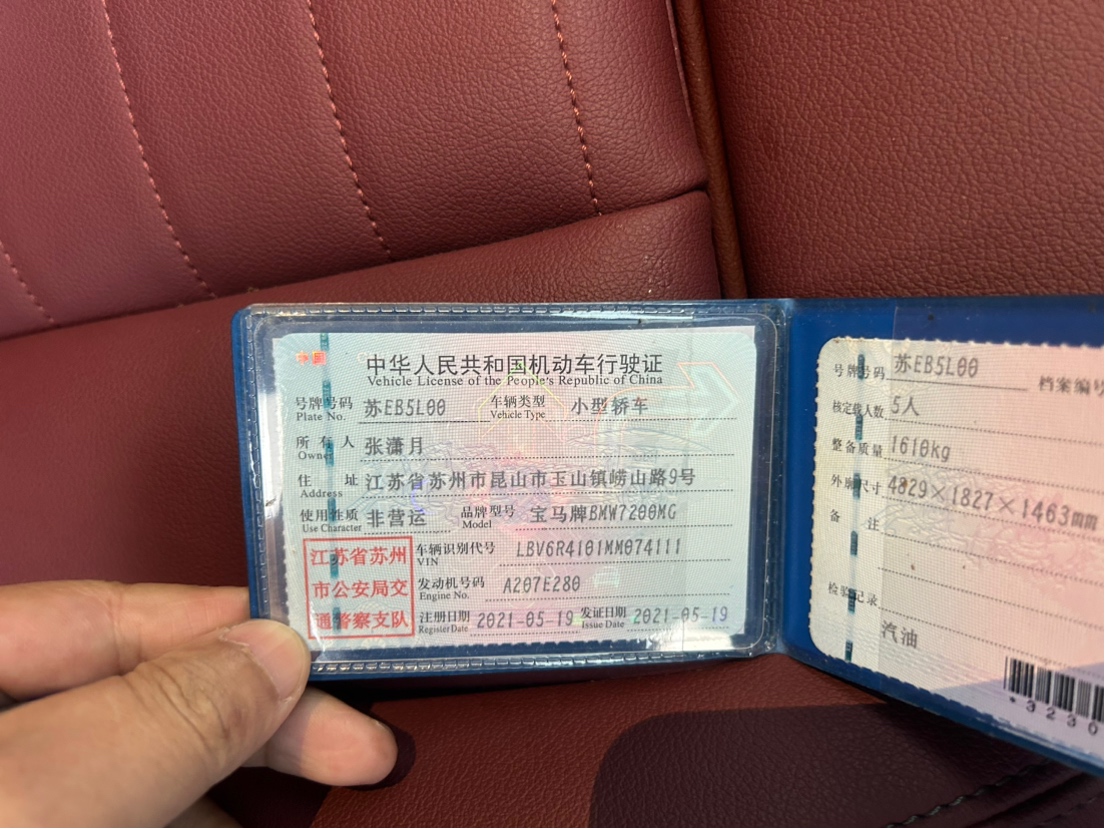 中国
中华人民共和国机动车行驶证
Vehicle License of the People's Republic of China
号牌号码 苏EB5L00 车辆类型 小型轿车
Plate No. Vehicle Type
所有人 张潇月
Owner
住址 江苏省苏州市昆山市玉山镇崂山路9号
Address
使用性质 非营运 品牌型号 宝马牌BMW7200MG
Use Character Model
江苏省苏州
市公安局交
通警察支队
车辆识别代号 LBV6R4101MM074111
VIN
发动机号码 A207E280
Engine No.
注册日期 2021-05-19 发证日期 2021-05-19
Register Date Issue Date
号牌号码 苏EB5L00 档案编号
核定载人数 5人
整备质量 1610kg
外廓尺寸 4829×1827×1463mm
备注
检验记录
汽油
*3230